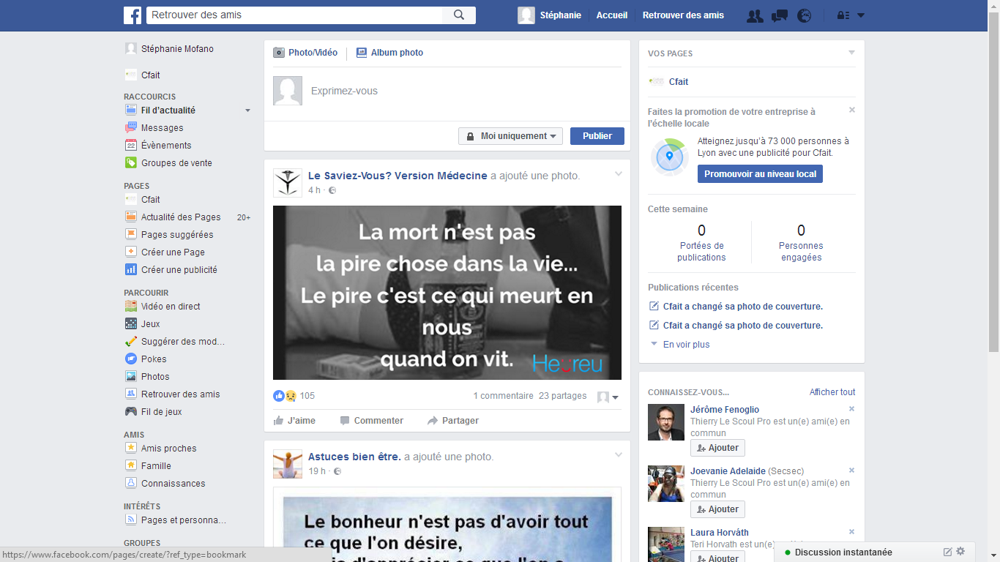 Retrouver des amis
Stéphanie
Accueil
Retrouver des amis
Stéphanie Mofano
Cfait
RACCOURCIS
Fil d'actualité
Messages
22
Évènements
Groupes de vente
PAGES
Cfait
Actualité des Pages 20+
Pages suggérées
Créer une Page
Créer une publicité
PARCOURIR
Vidéo en direct
Jeux
Suggérer des mod...
Pokes
Photos
Retrouver des amis
Fil de jeux
AMIS
Amis proches
Famille
Connaissances
INTÉRÊTS
Pages et personna...
GROUPES
https://www.facebook.com/pages/create/?ref_type=bookmark
Photo/Vidéo
Album photo
Exprimez-vous
Moi uniquement
Publier
Le Saviez-Vous? Version Médecine a ajouté une photo.
4 h ·
La mort n'est pas
la pire chose dans la vie...
Le pire c'est ce qui meurt en
nous
quand on vit.
Heureu
105
1 commentaire 23 partages
J'aime
Commenter
Partager
Astuces bien être. a ajouté une photo.
19 h ·
Le bonheur n'est pas d'avoir tout
ce que l'on désire,
VOS PAGES
Cfait
Faites la promotion de votre entreprise à
l'échelle locale
Atteignez jusqu'à 73 000 personnes à
Lyon avec une publicité pour Cfait.
Promouvoir au niveau local
Cette semaine
0
Portées de
publications
0
Personnes
engagées
Publications récentes
Cfait a changé sa photo de couverture.
Cfait a changé sa photo de couverture.
En voir plus
CONNAISSEZ-VOUS...
Afficher tout
Jérôme Fenoglio
Thierry Le Scoul Pro est un(e) ami(e) en
commun
Ajouter
Joevanie Adelaide (Secsec)
Thierry Le Scoul Pro est un(e) ami(e) en
commun
Ajouter
Laura Horváth
Teri Horvath est un(e)
Ajouter
Discussion instantanée